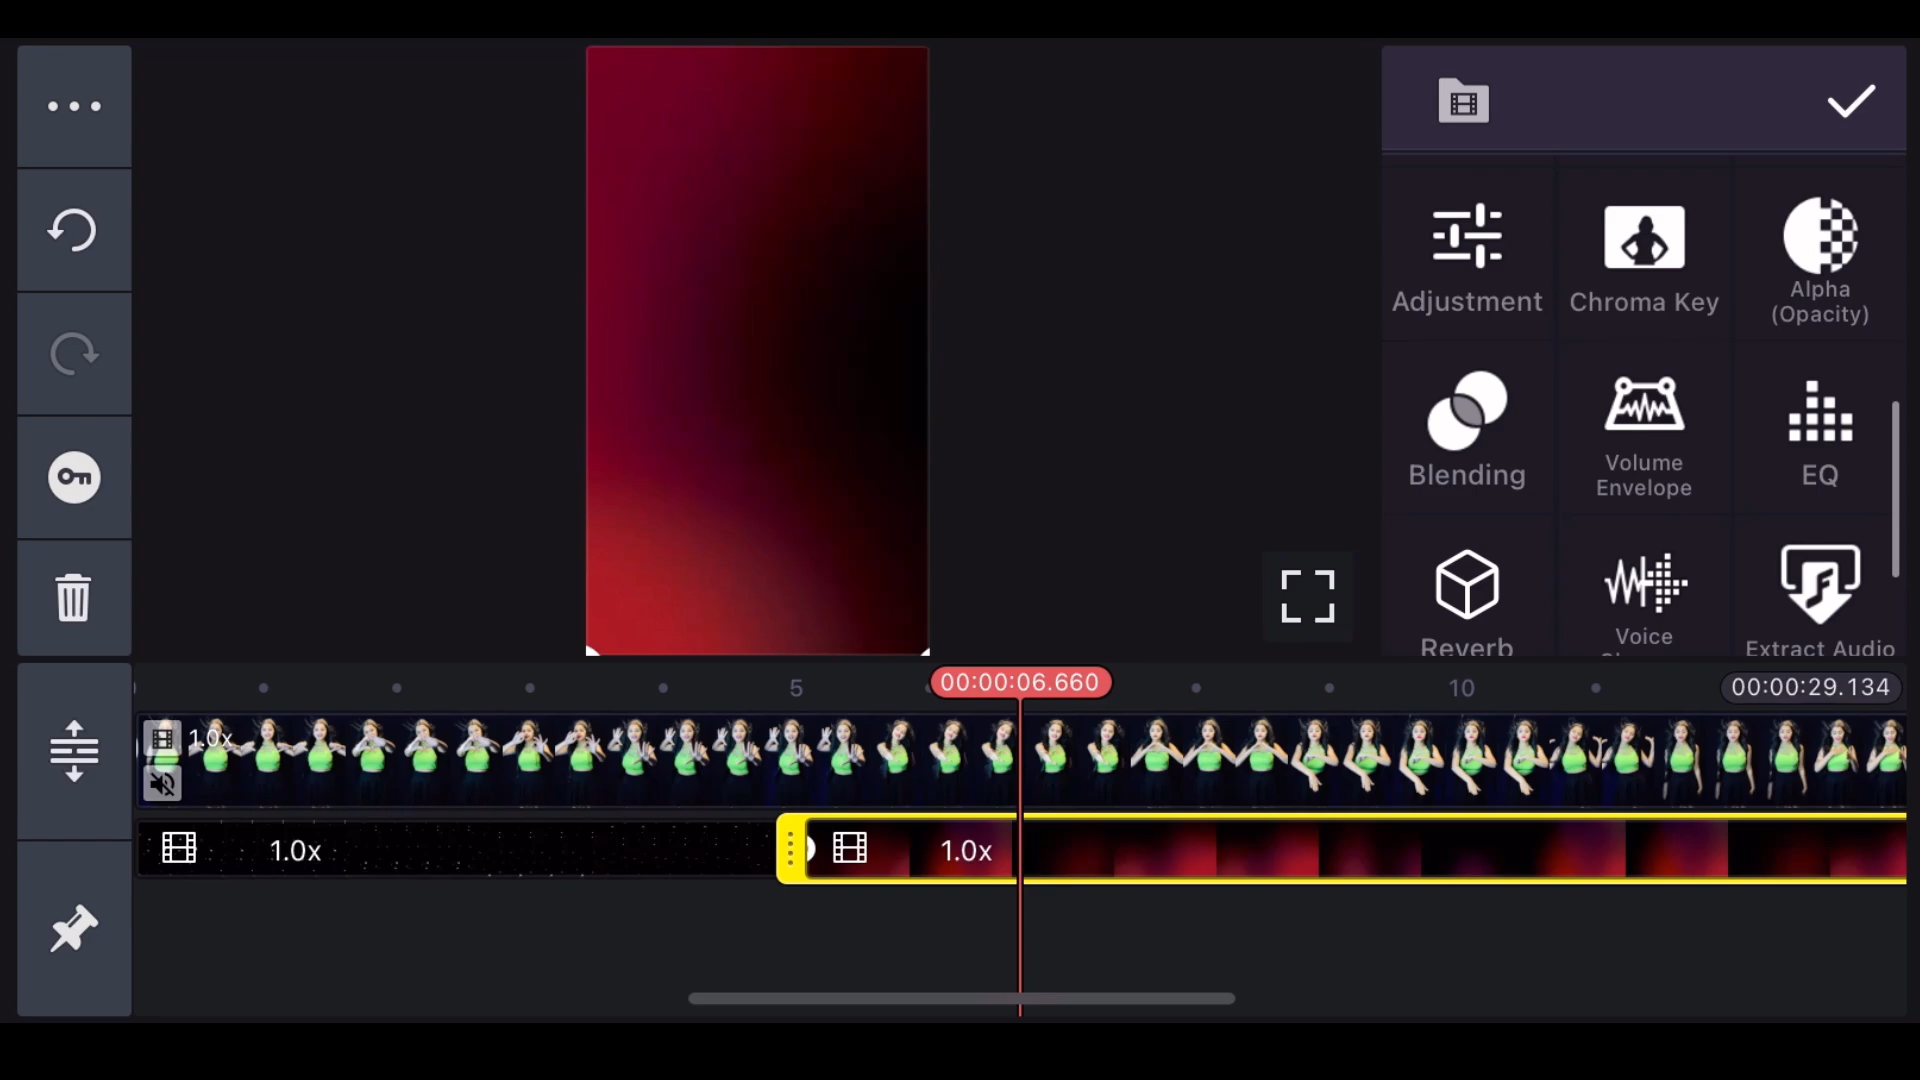 Adjustment
Chroma Key
Alpha
(Opacity)
Blending
Volume
Envelope
EQ
Reverb
Voice
Extract Audio
5
00:00:06.660
10
00:00:29.134
1.0x
1.0x
1.0x